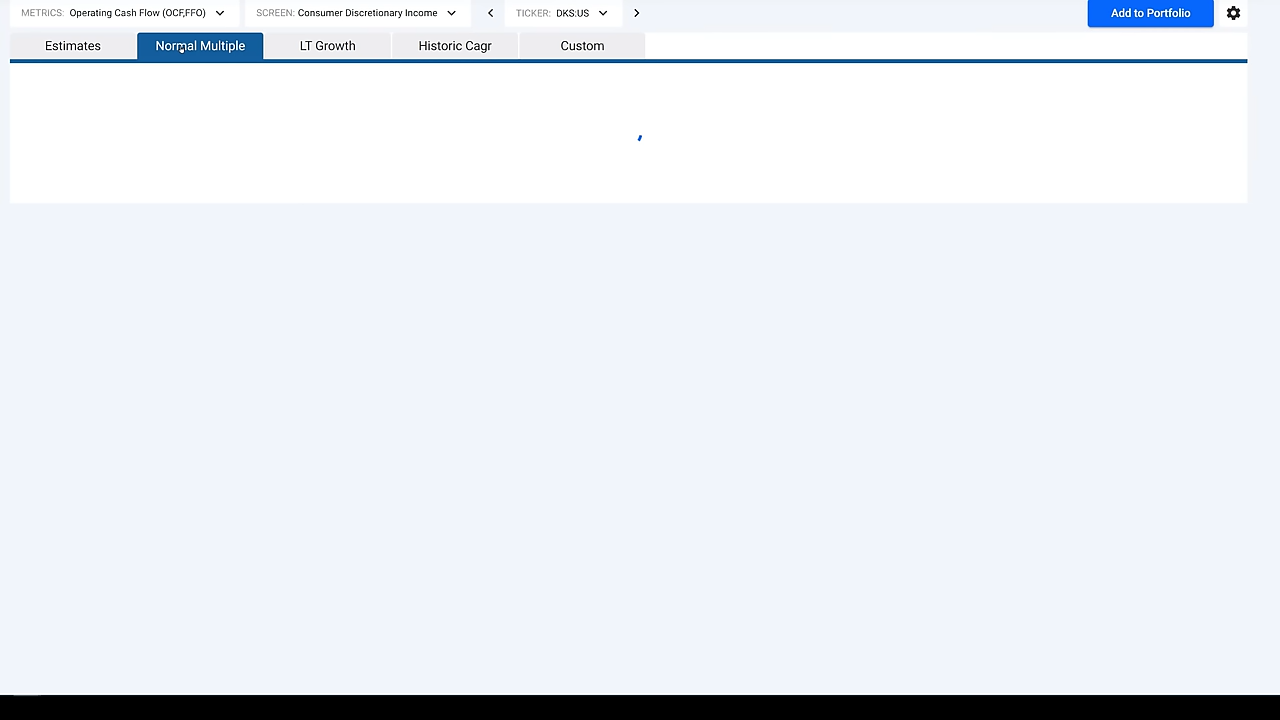 METRICS: Operating Cash Flow (OCF,FFO) SCREEN: Consumer Discretionary Income TICKER: DKS:US Add to Portfolio
Estimates Normal Multiple LT Growth Historic Cagr Custom